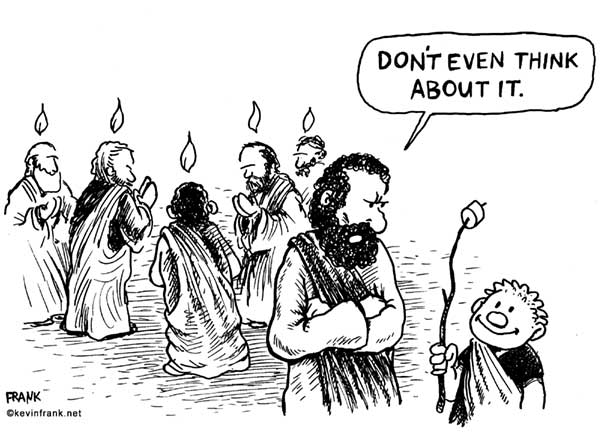 DON'T EVEN THINK
ABOUT IT.
FRANK
©kevinfrank.net